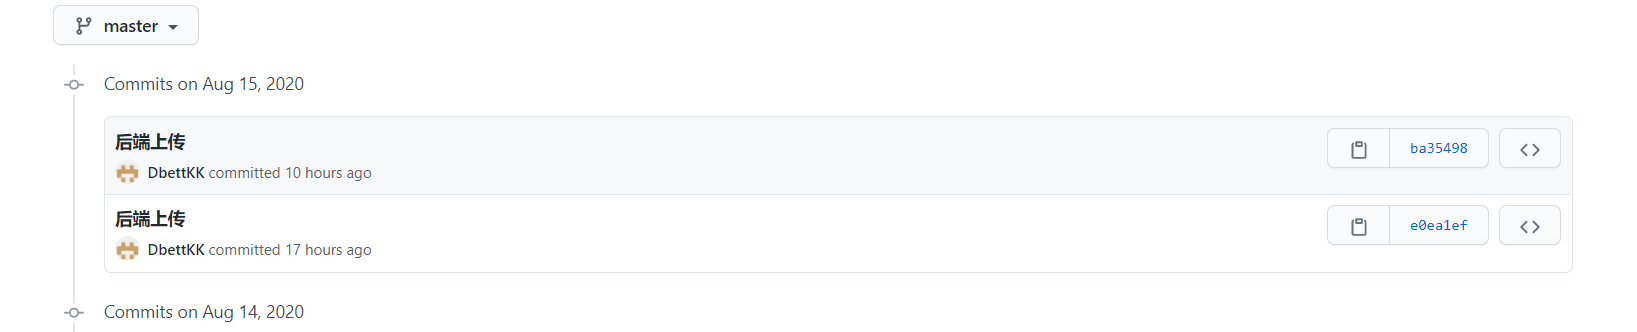 master
Commits on Aug 15, 2020
后端上传
ba35498
DbettKK committed 10 hours ago
后端上传
e0ea1ef
DbettKK committed 17 hours ago
Commits on Aug 14, 2020